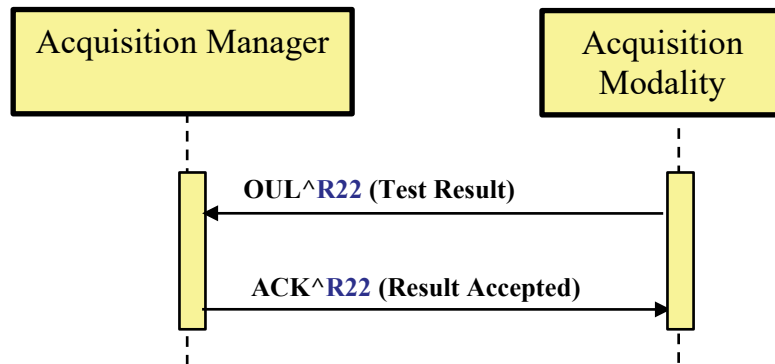 Acquisition Manager
Acquisition
Modality
OUL^R22 (Test Result)
ACK^R22 (Result Accepted)